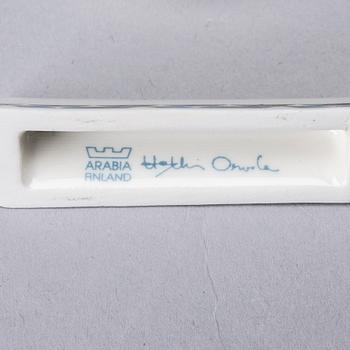 ARABIA
FINLAND
Heikki Orvola